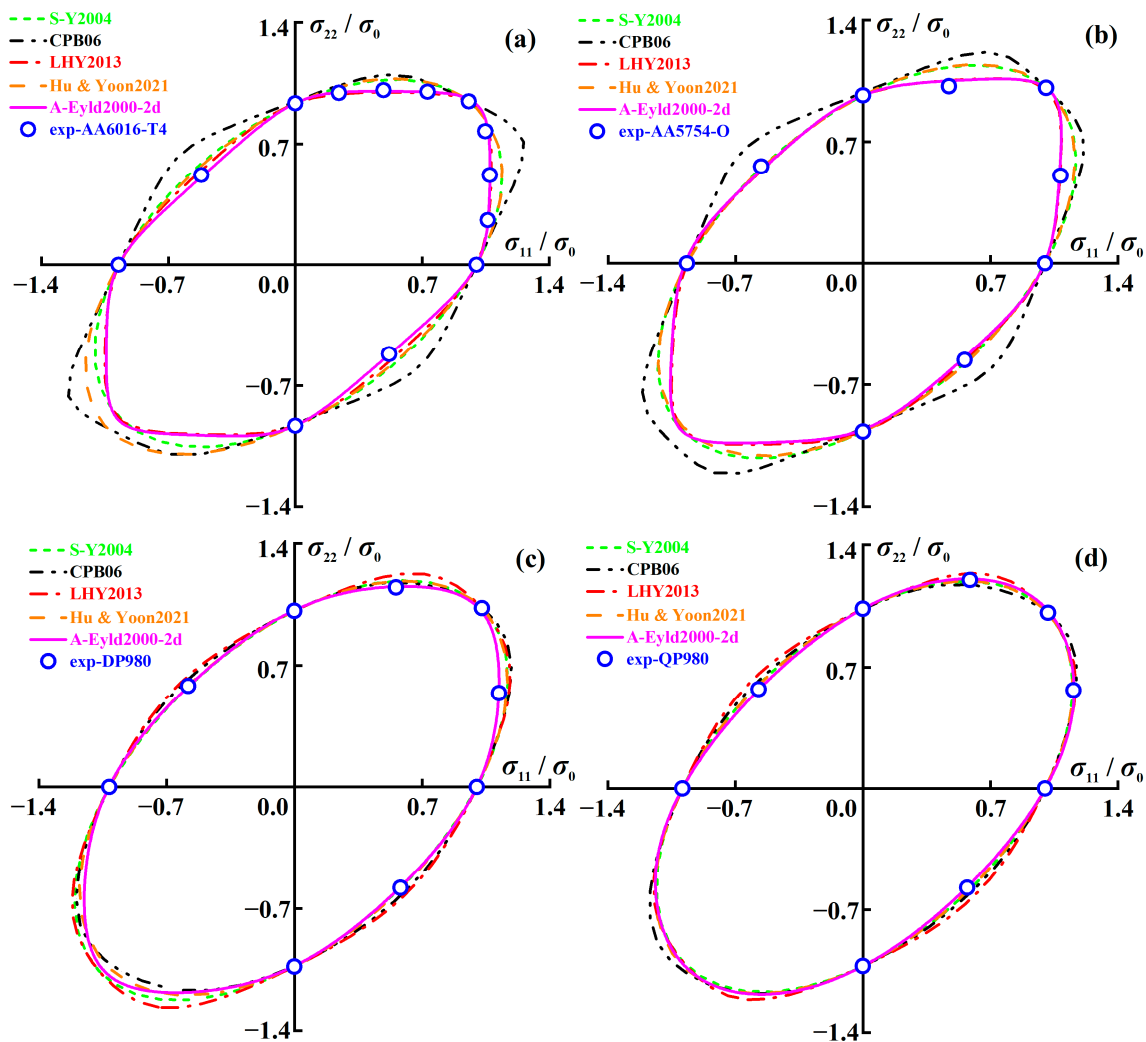 S-Y2004
CPB06
LHY2013
Hu & Yoon2021
A-Eyld2000-2d
exp-AA6016-T4
σ22 / σ0
(a)
1.4
0.7
σ11 / σ0
−1.4
−0.7
0.0
0.7
1.4
−0.7
−1.4
S-Y2004
CPB06
LHY2013
Hu & Yoon2021
A-Eyld2000-2d
exp-AA5754-O
σ22 / σ0
(b)
1.4
0.7
σ11 / σ0
−1.4
−0.7
0.0
0.7
1.4
−0.7
−1.4
S-Y2004
CPB06
LHY2013
Hu & Yoon2021
A-Eyld2000-2d
exp-DP980
σ22 / σ0
(c)
1.4
0.7
σ11 / σ0
−1.4
−0.7
0.0
0.7
1.4
−0.7
−1.4
S-Y2004
CPB06
LHY2013
Hu & Yoon2021
A-Eyld2000-2d
exp-QP980
σ22 / σ0
(d)
1.4
0.7
σ11 / σ0
−1.4
−0.7
0.0
0.7
1.4
−0.7
−1.4